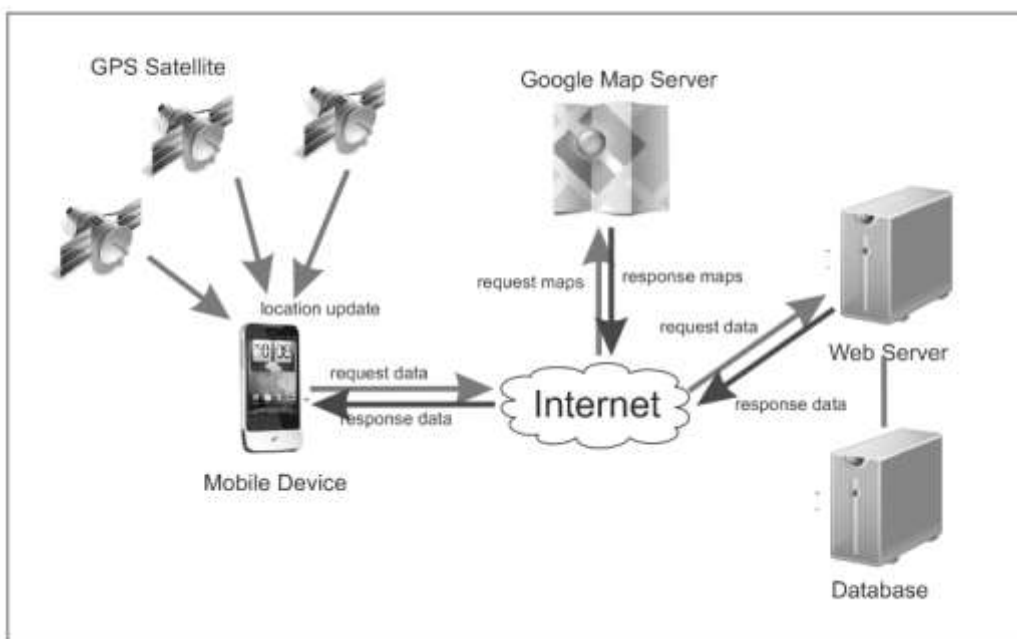 GPS Satellite
Google Map Server
request maps
response maps
location update
request data
Web Server
request data
response data
Internet
response data
Mobile Device
Database